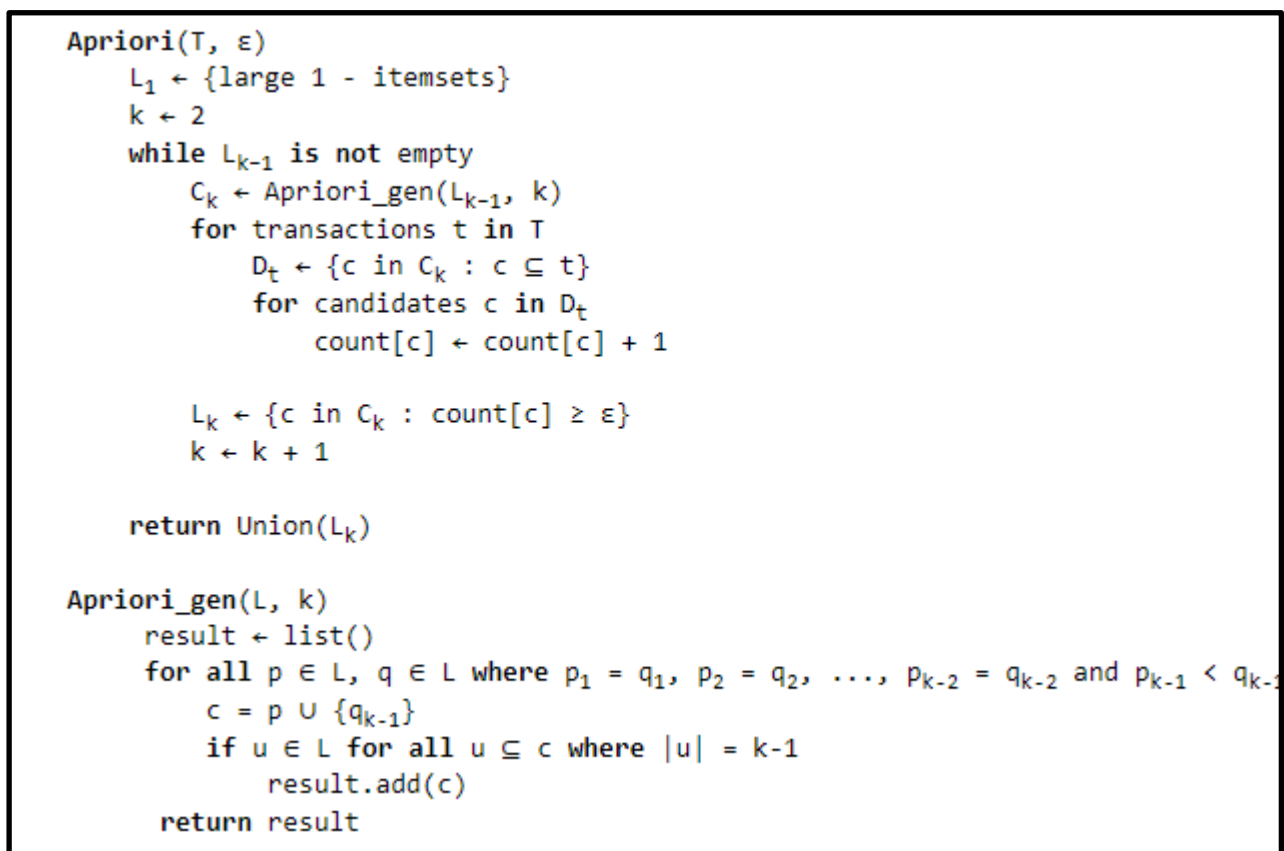 Apriori(T, ε)
L₁ ← {large 1 - itemsets}
k ← 2
while Lₖ₋₁ is not empty
Cₖ ← Apriori_gen(Lₖ₋₁, k)
for transactions t in T
Dₜ ← {c in Cₖ : c ⊆ t}
for candidates c in Dₜ
count[c] ← count[c] + 1
Lₖ ← {c in Cₖ : count[c] ≥ ε}
k ← k + 1
return Union(Lₖ)
Apriori_gen(L, k)
result ← list()
for all p ∈ L, q ∈ L where p₁ = q₁, p₂ = q₂, ..., pₖ₋₂ = qₖ₋₂ and pₖ₋₁ < qₖ₋₁
c = p ∪ {qₖ₋₁}
if u ∈ L for all u ⊆ c where |u| = k-1
result.add(c)
return result